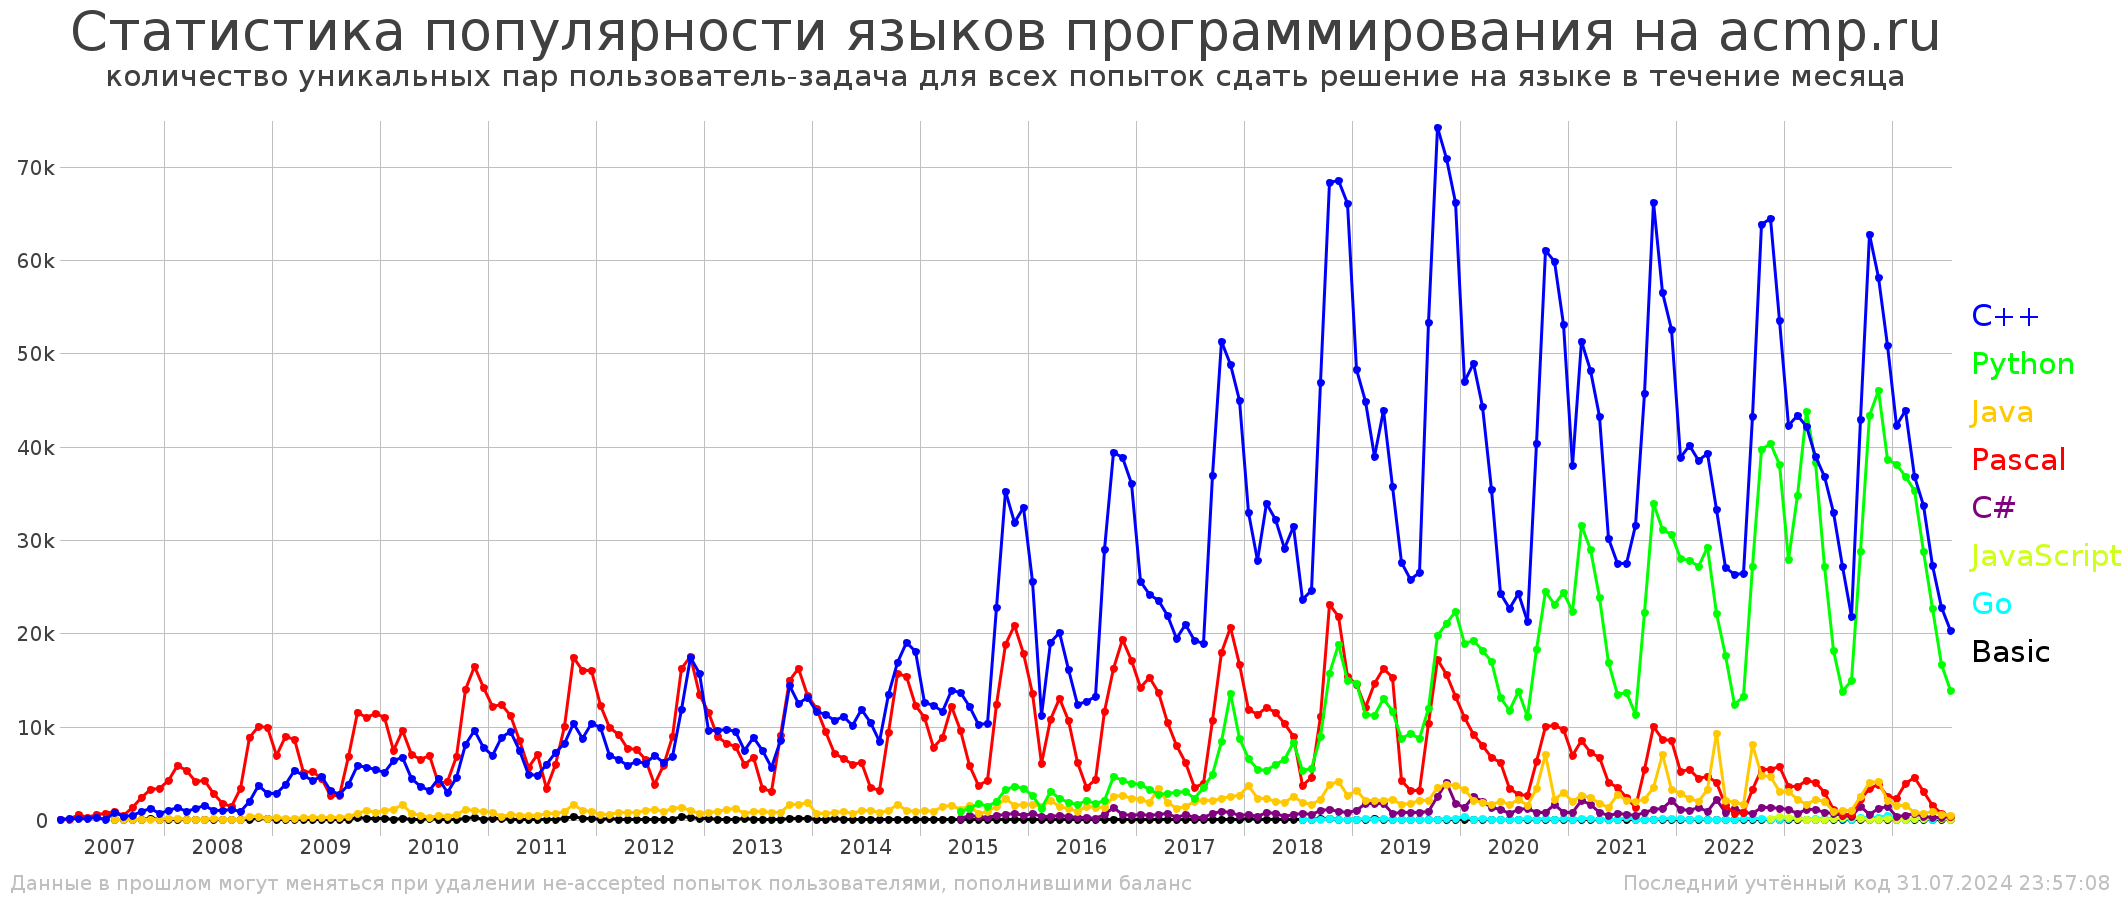 Статистика популярности языков программирования на acmp.ru
количество уникальных пар пользователь-задача для всех попыток сдать решение на языке в течение месяца
70k
60k
50k
40k
30k
20k
10k
0
2007 2008 2009 2010 2011 2012 2013 2014 2015 2016 2017 2018 2019 2020 2021 2022 2023
C++
Python
Java
Pascal
C#
JavaScript
Go
Basic
Данные в прошлом могут меняться при удалении не-accepted попыток пользователями, пополнившими баланс
Последний учтённый код 31.07.2024 23:57:08